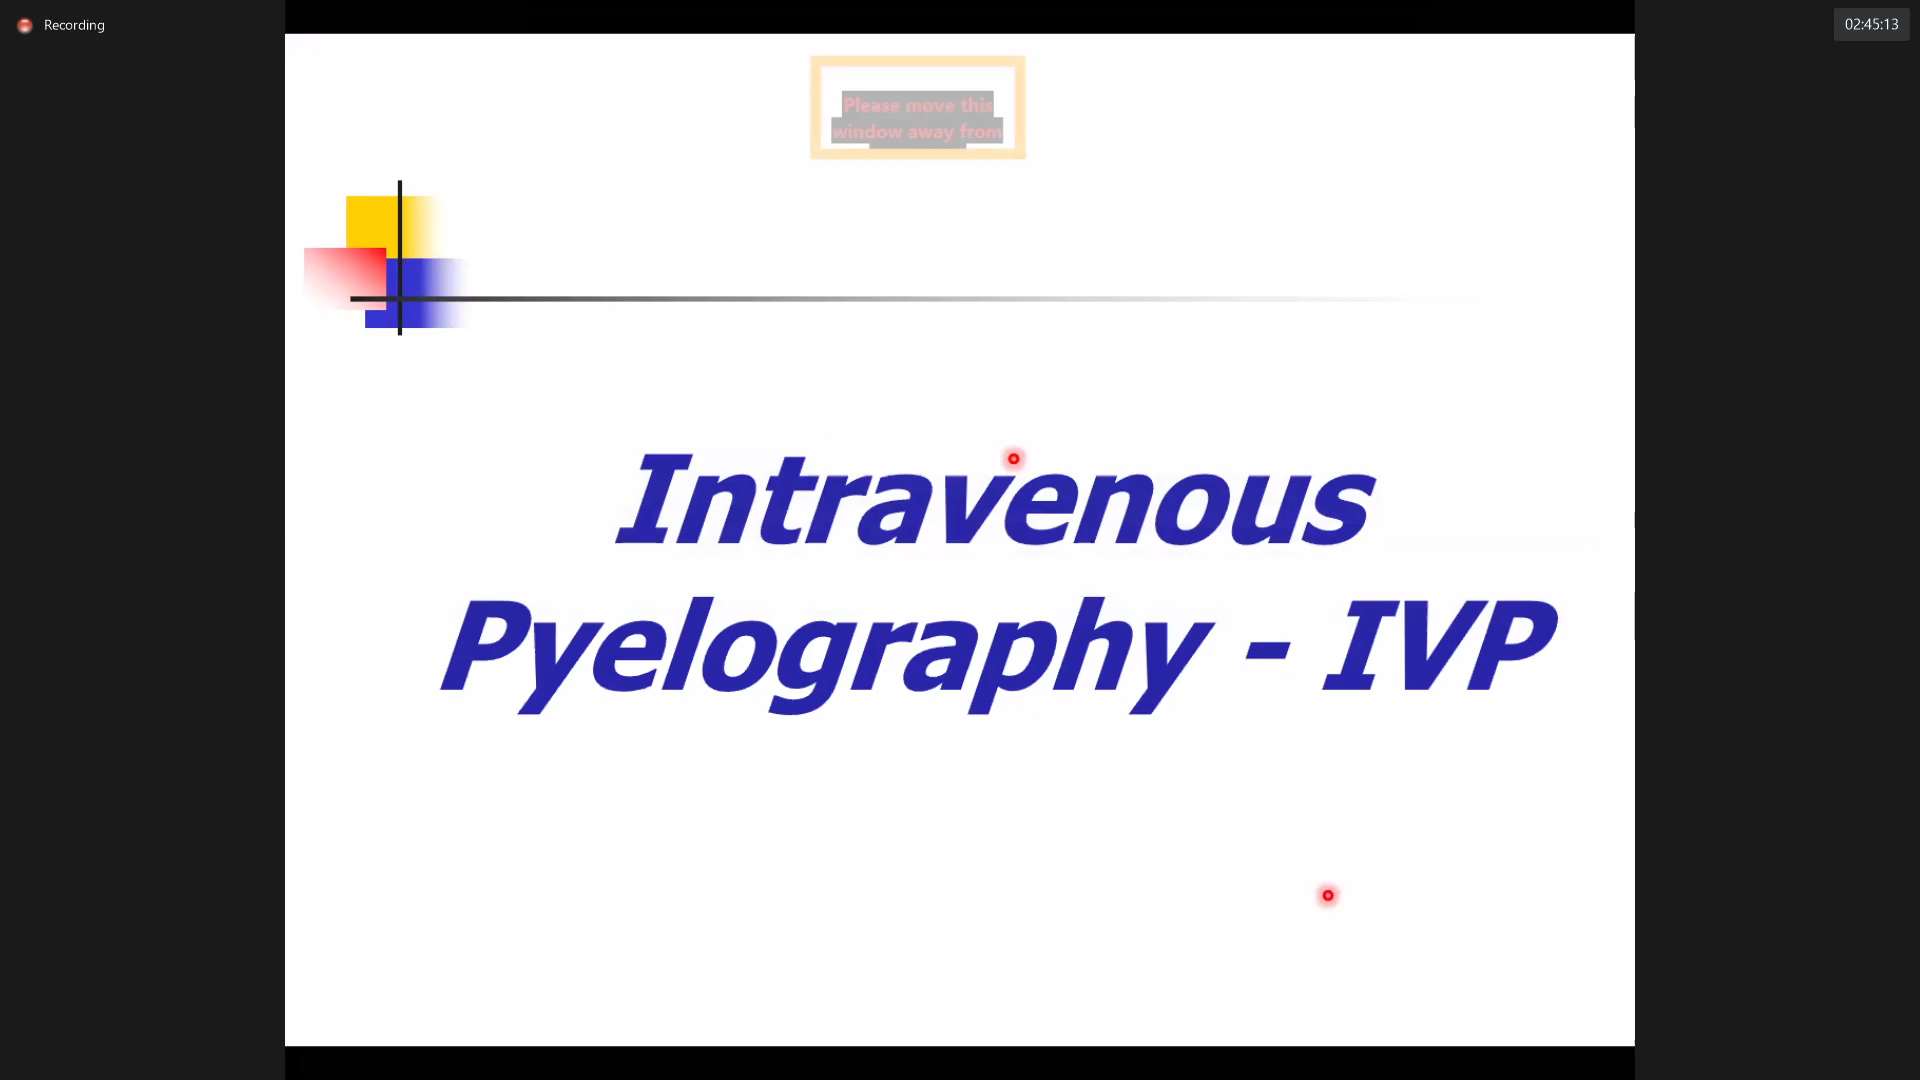 Recording
02:45:13
Please move this
window away from
Intravenous
Pyelography - IVP